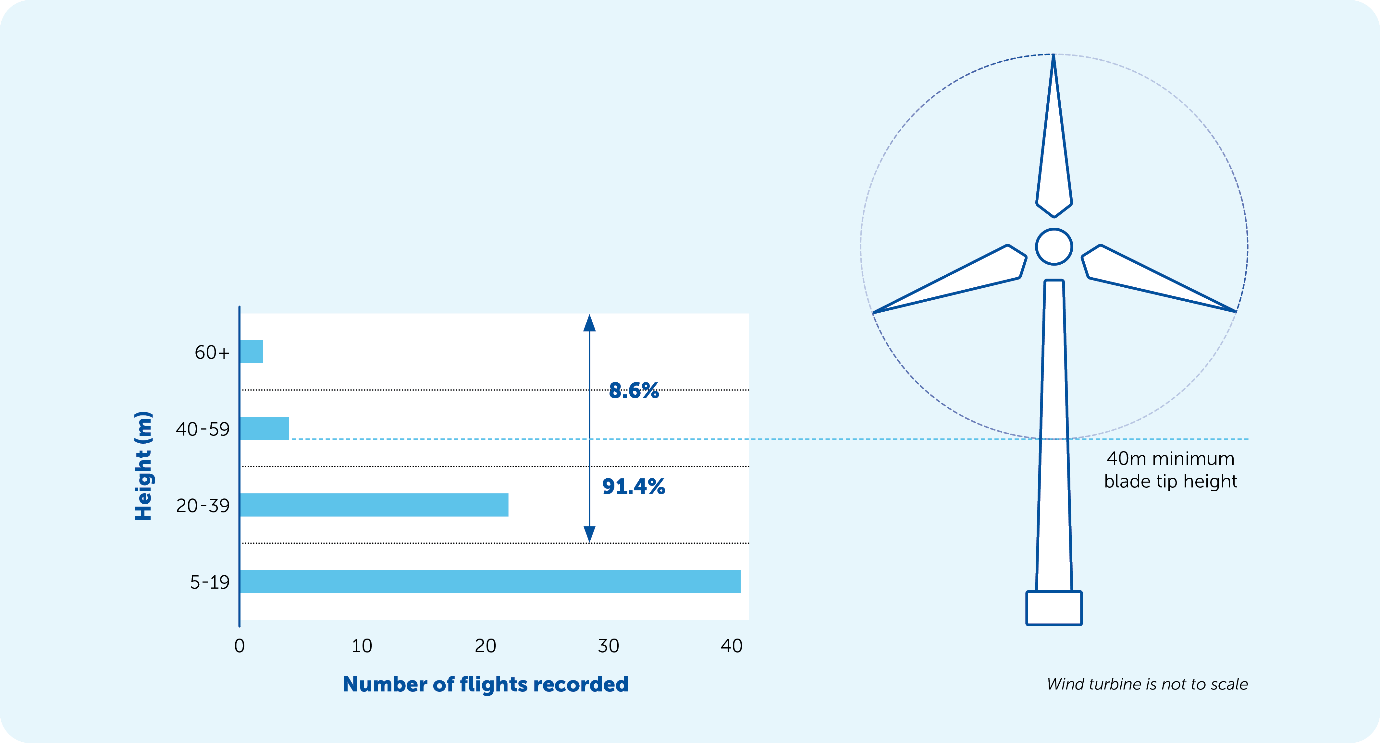 60+
8.6%
40-59
40m minimum
blade tip height
91.4%
20-39
5-19
Height (m)
0 10 20 30 40
Number of flights recorded
Wind turbine is not to scale